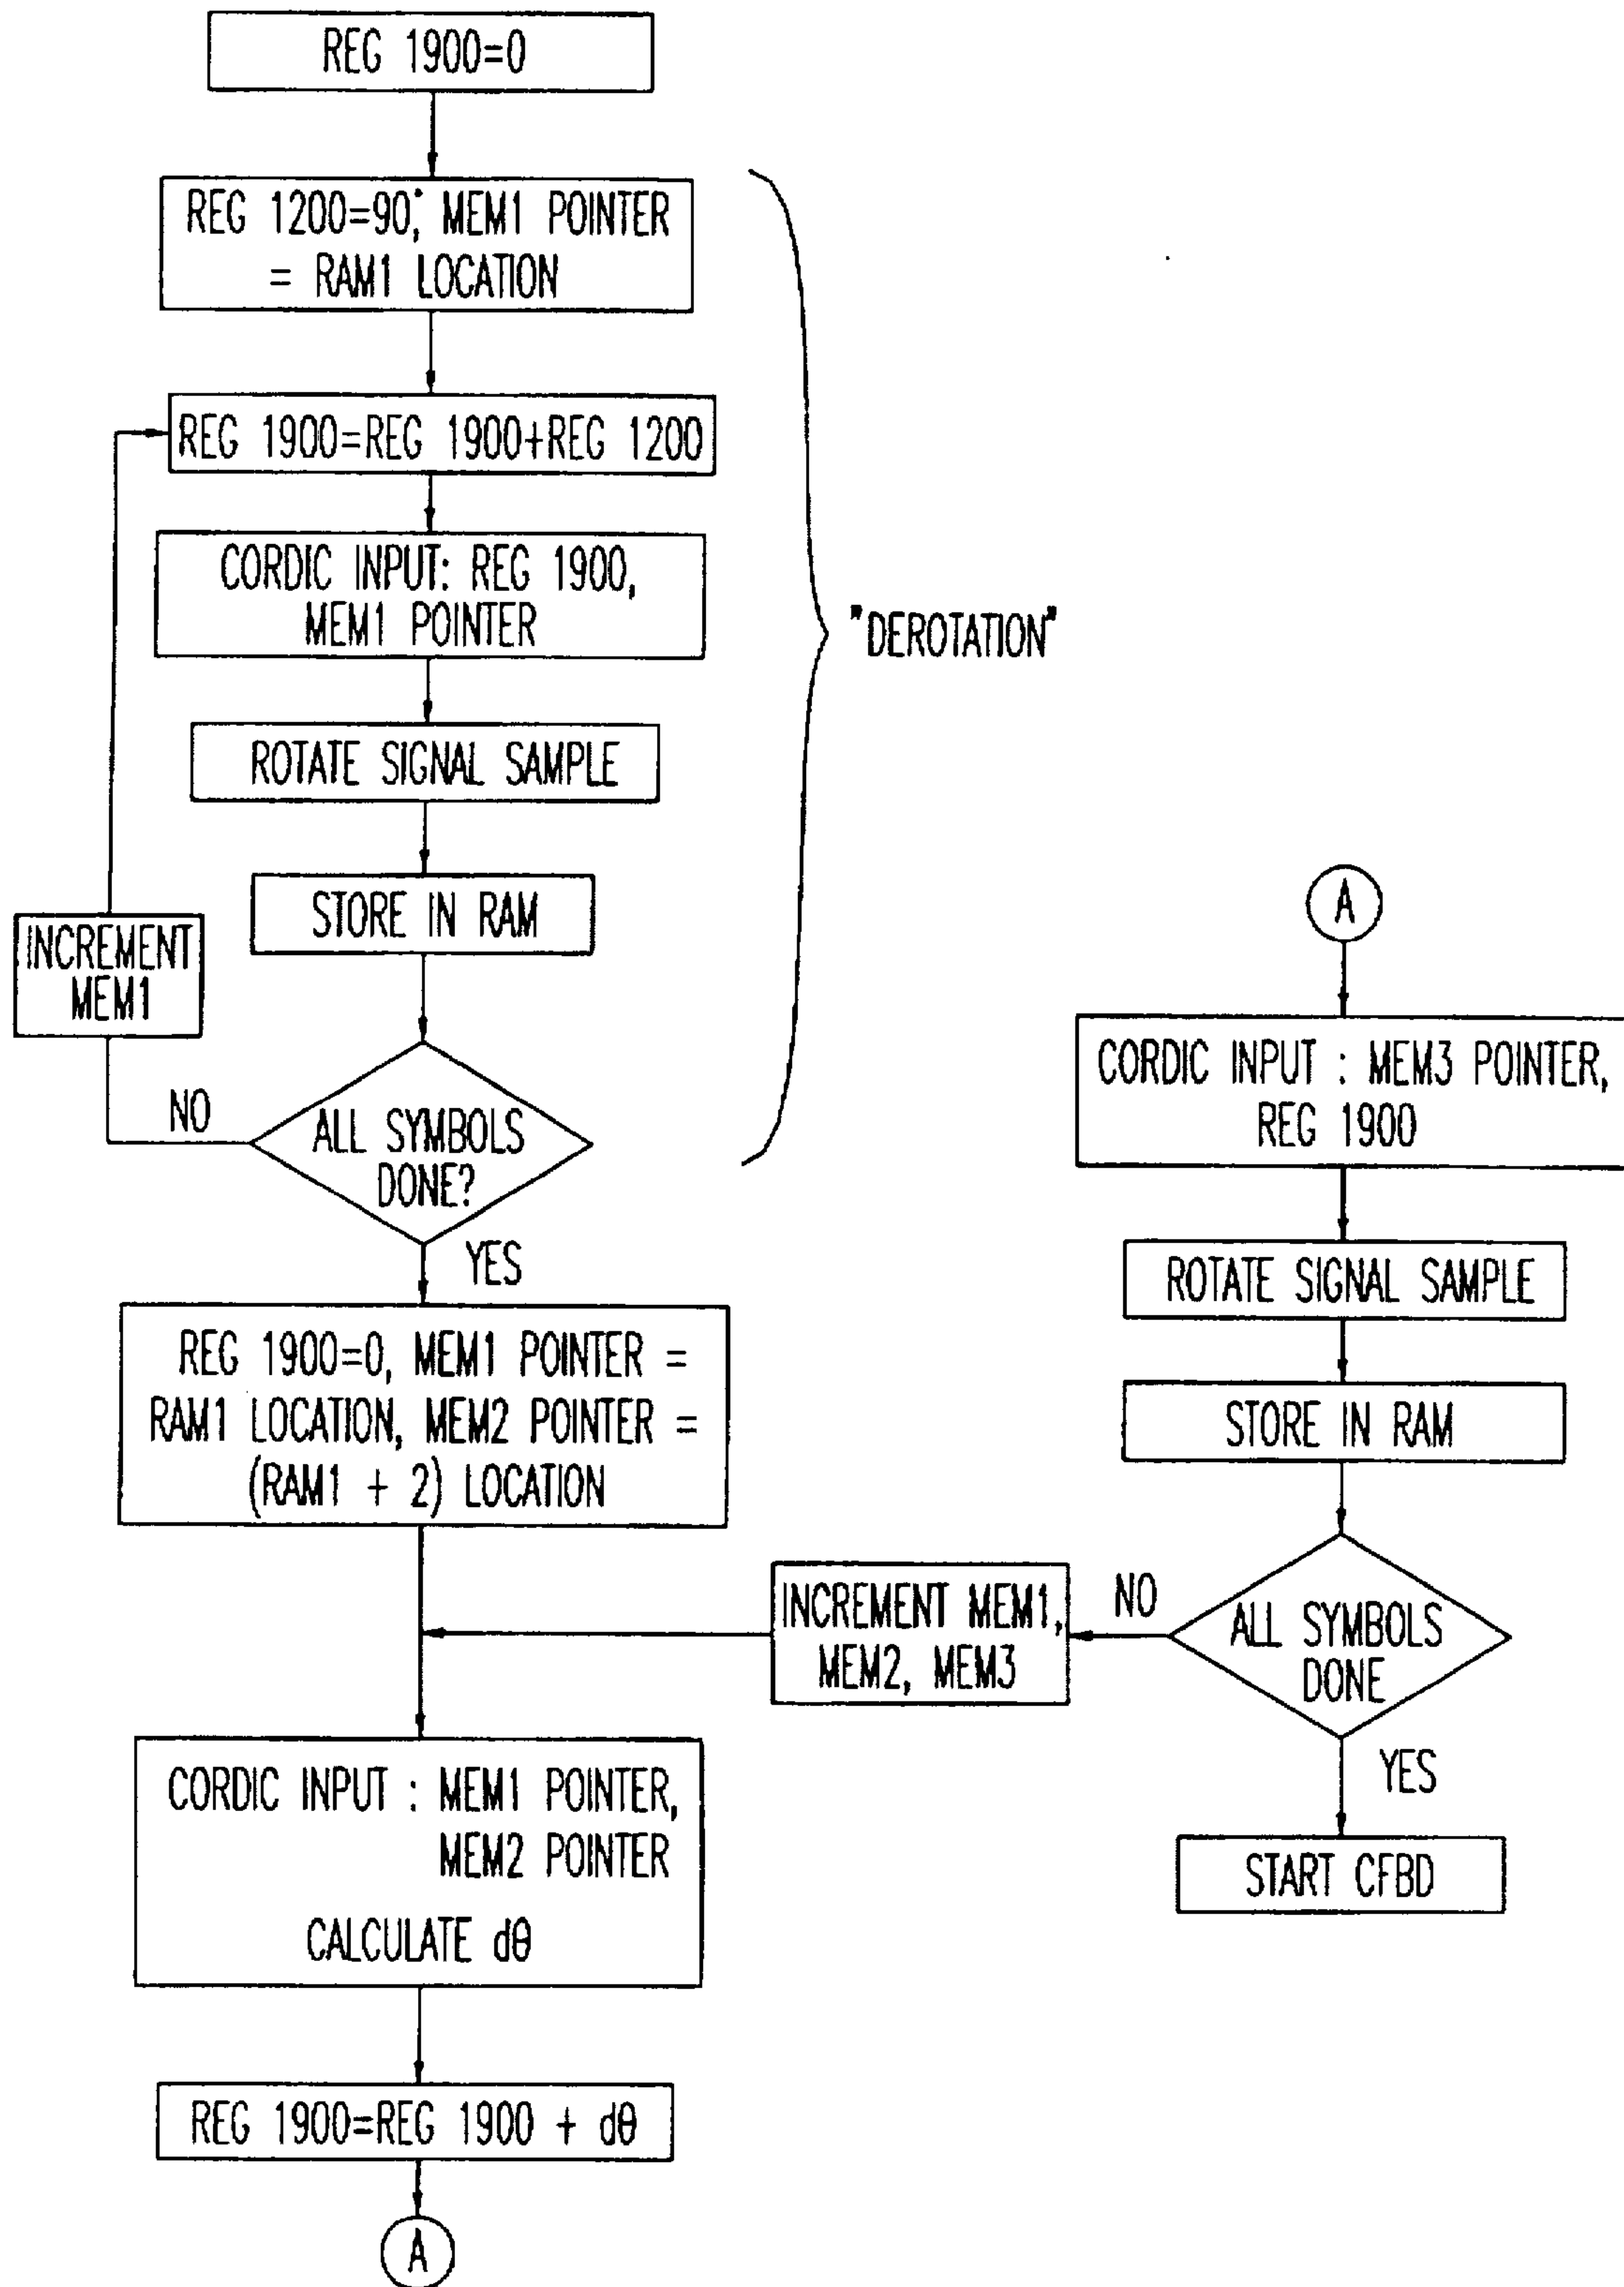 REG 1900=0
REG 1200=90°; MEM1 POINTER
= RAM1 LOCATION
REG 1900=REG 1900+REG 1200
CORDIC INPUT: REG 1900,
MEM1 POINTER
"DEROTATION"
ROTATE SIGNAL SAMPLE
STORE IN RAM
INCREMENT
MEM1
NO
ALL SYMBOLS
DONE?
YES
REG 1900=0, MEM1 POINTER =
RAM1 LOCATION, MEM2 POINTER =
(RAM1 + 2) LOCATION
CORDIC INPUT : MEM1 POINTER,
MEM2 POINTER
CALCULATE dθ
REG 1900=REG 1900 + dθ
A
A
CORDIC INPUT : MEM3 POINTER,
REG 1900
ROTATE SIGNAL SAMPLE
STORE IN RAM
ALL SYMBOLS
DONE
NO
INCREMENT MEM1,
MEM2, MEM3
YES
START CFBD